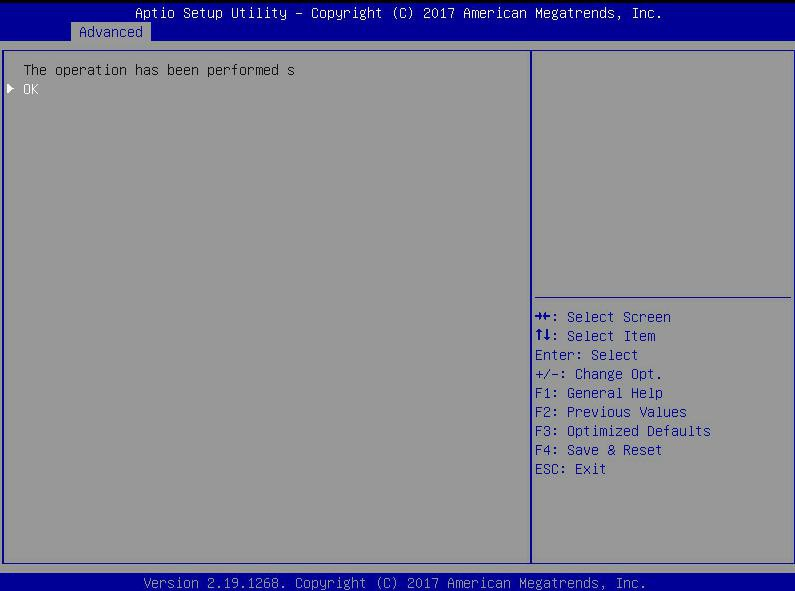 Aptio Setup Utility – Copyright (C) 2017 American Megatrends, Inc.
Advanced
The operation has been performed s
OK
→←: Select Screen
↑↓: Select Item
Enter: Select
+/-: Change Opt.
F1: General Help
F2: Previous Values
F3: Optimized Defaults
F4: Save & Reset
ESC: Exit
Version 2.19.1268. Copyright (C) 2017 American Megatrends, Inc.